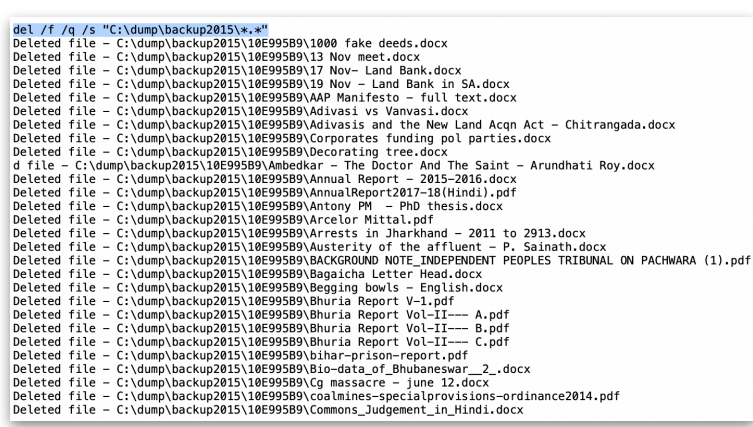 del /f /q /s "C:\dump\backup2015\*.*"
Deleted file – C:\dump\backup2015\10E995B9\1000 fake deeds.docx
Deleted file – C:\dump\backup2015\10E995B9\13 Nov meet.docx
Deleted file – C:\dump\backup2015\10E995B9\17 Nov– Land Bank.docx
Deleted file – C:\dump\backup2015\10E995B9\19 Nov – Land Bank in SA.docx
Deleted file – C:\dump\backup2015\10E995B9\AAP Manifesto – full text.docx
Deleted file – C:\dump\backup2015\10E995B9\Adivasi vs Vanvasi.docx
Deleted file – C:\dump\backup2015\10E995B9\Adivasis and the New Land Acqn Act – Chitrangada.docx
Deleted file – C:\dump\backup2015\10E995B9\Corporates funding pol parties.docx
Deleted file – C:\dump\backup2015\10E995B9\Decorating tree.docx
d file – C:\dump\backup2015\10E995B9\Ambedkar – The Doctor And The Saint – Arundhati Roy.docx
Deleted file – C:\dump\backup2015\10E995B9\Annual Report – 2015–2016.docx
Deleted file – C:\dump\backup2015\10E995B9\AnnualReport2017-18(Hindi).pdf
Deleted file – C:\dump\backup2015\10E995B9\Antony PM  – PhD thesis.docx
Deleted file – C:\dump\backup2015\10E995B9\Arcelor Mittal.pdf
Deleted file – C:\dump\backup2015\10E995B9\Arrests in Jharkhand – 2011 to 2913.docx
Deleted file – C:\dump\backup2015\10E995B9\Austerity of the affluent – P. Sainath.docx
Deleted file – C:\dump\backup2015\10E995B9\BACKGROUND NOTE_INDEPENDENT PEOPLES TRIBUNAL ON PACHWARA (1).pdf
Deleted file – C:\dump\backup2015\10E995B9\Bagaicha Letter Head.docx
Deleted file – C:\dump\backup2015\10E995B9\Begging bowls – English.docx
Deleted file – C:\dump\backup2015\10E995B9\Bhuria Report V-1.pdf
Deleted file – C:\dump\backup2015\10E995B9\Bhuria Report Vol-II––– A.pdf
Deleted file – C:\dump\backup2015\10E995B9\Bhuria Report Vol-II––– B.pdf
Deleted file – C:\dump\backup2015\10E995B9\Bhuria Report Vol-II––– C.pdf
Deleted file – C:\dump\backup2015\10E995B9\bihar-prison-report.pdf
Deleted file – C:\dump\backup2015\10E995B9\Bio-data_of_Bhubaneswar__2_.docx
Deleted file – C:\dump\backup2015\10E995B9\Cg massacre – june 12.docx
Deleted file – C:\dump\backup2015\10E995B9\coalmines-specialprovisions-ordinance2014.pdf
Deleted file – C:\dump\backup2015\10E995B9\Commons_Judgement_in_Hindi.docx